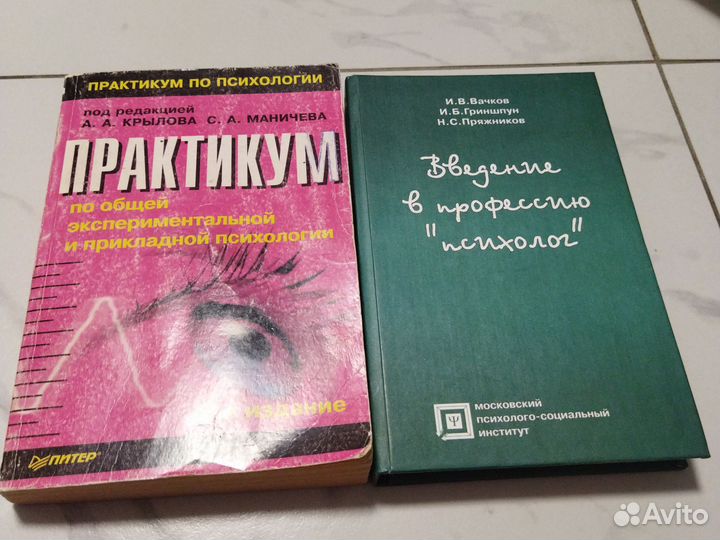 ПРАКТИКУМ ПО ПСИХОЛОГИИ
под редакцией
А. А. КРЫЛОВА С. А. МАНИЧЕВА
ПРАКТИКУМ
по общей
экспериментальной
и прикладной психологии
издание
ПИТЕР
И.В.Вачков
И.Б.Гриншпун
Н.С.Пряжников
Введение
в профессию
"психолог"
МОСКОВСКИЙ
ПСИХОЛОГО-СОЦИАЛЬНЫЙ
ИНСТИТУТ
Avito